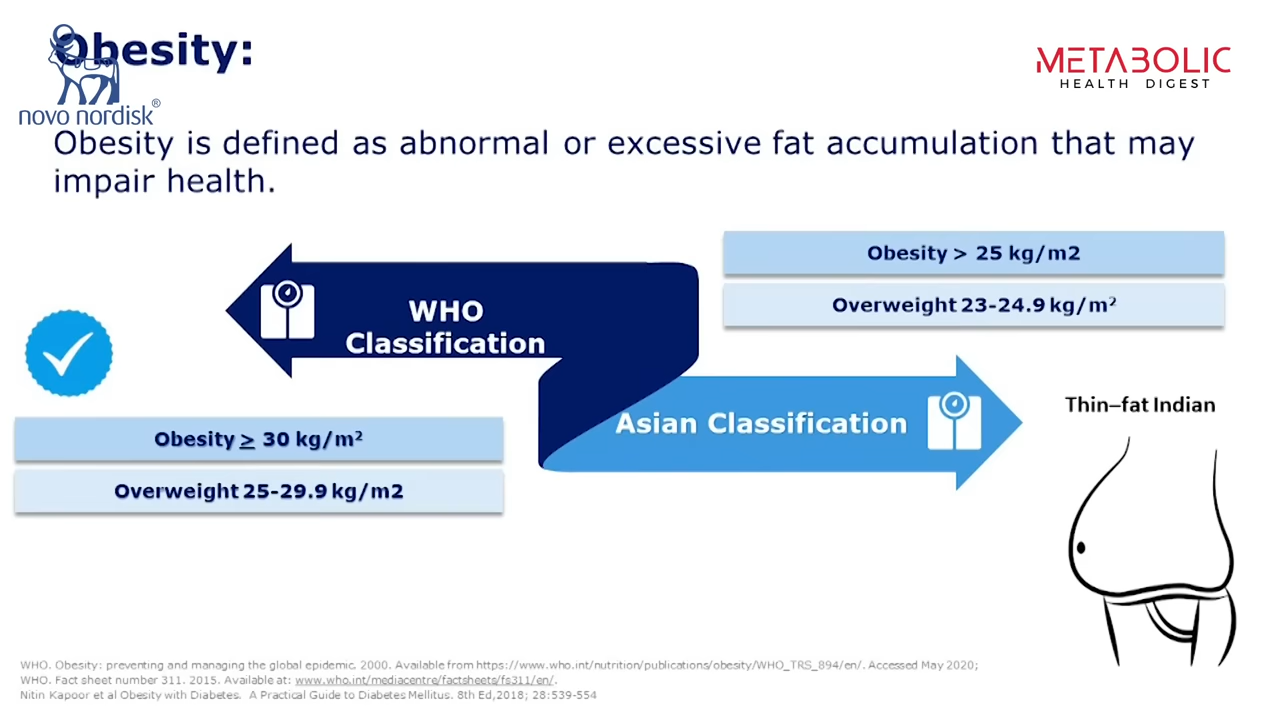 Obesity:
novo nordisk®
METABOLIC
HEALTH DIGEST
Obesity is defined as abnormal or excessive fat accumulation that may
impair health.
Obesity > 25 kg/m2
Overweight 23-24.9 kg/m²
WHO
Classification
Asian Classification
Thin–fat Indian
Obesity ≥ 30 kg/m²
Overweight 25-29.9 kg/m2
WHO. Obesity: preventing and managing the global epidemic. 2000. Available from https://www.who.int/nutrition/publications/obesity/WHO_TRS_894/en/. Accessed May 2020;
WHO. Fact sheet number 311. 2015. Available at: www.who.int/mediacentre/factsheets/fs311/en/.
Nitin Kapoor et al Obesity with Diabetes. A Practical Guide to Diabetes Mellitus. 8th Ed,2018; 28:539-554